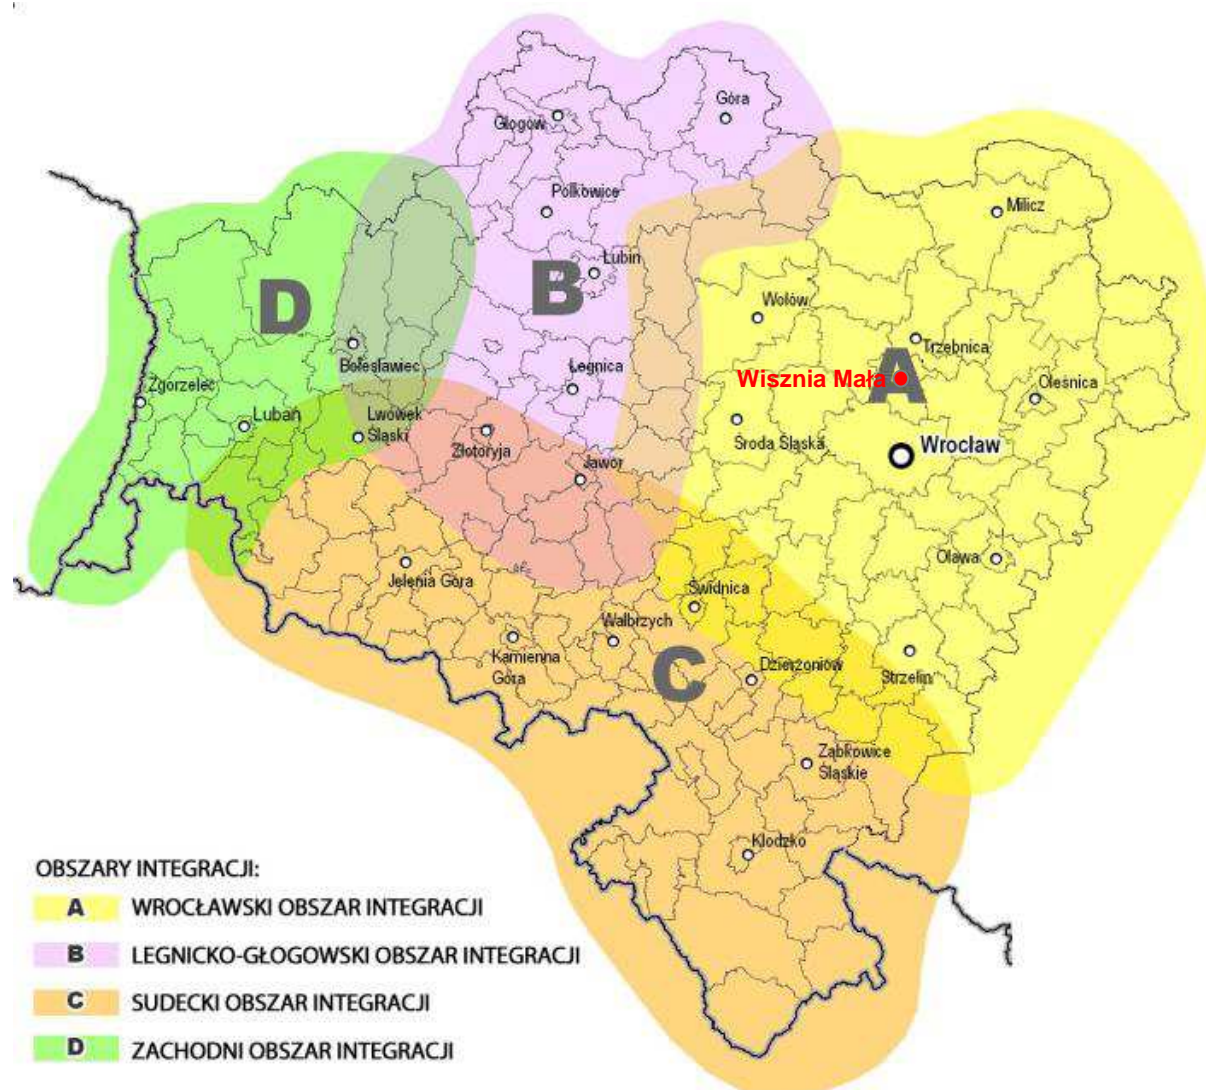 Góra
Głogów
Polkowice
Milicz
Lubin
B
D
Wołów
Trzebnica
Bolesławiec
Legnica
Wisznia Mała
A
Zgorzelec
Oleśnica
Lubań
Lwówek
Śląski
Złotoryja
Środa Śląska
Wrocław
Jawor
Oława
Jelenia Góra
Świdnica
Wałbrzych
Kamienna
Góra
C
Dzierżoniów
Strzelin
Ząbkowice
Śląskie
Kłodzko
OBSZARY INTEGRACJI:
A WROCŁAWSKI OBSZAR INTEGRACJI
B LEGNICKO-GŁOGOWSKI OBSZAR INTEGRACJI
C SUDECKI OBSZAR INTEGRACJI
D ZACHODNI OBSZAR INTEGRACJI